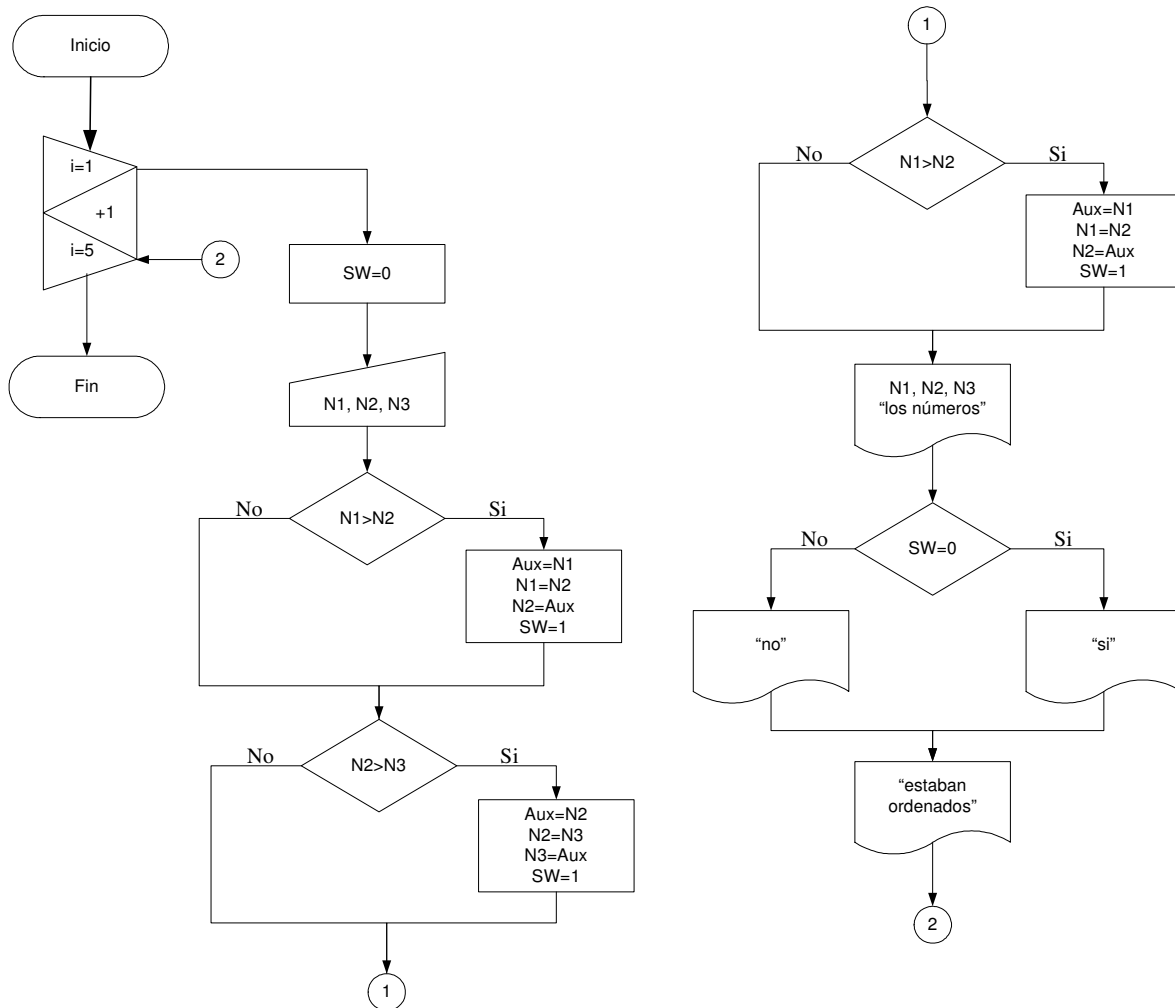 Inicio
i=1
+1
i=5
2
Fin
SW=0
N1, N2, N3
N1>N2
No
Si
Aux=N1
N1=N2
N2=Aux
SW=1
N2>N3
No
Si
Aux=N2
N2=N3
N3=Aux
SW=1
1
1
N1>N2
No
Si
Aux=N1
N1=N2
N2=Aux
SW=1
N1, N2, N3
“los números”
SW=0
No
Si
“no”
“si”
“estaban
ordenados”
2